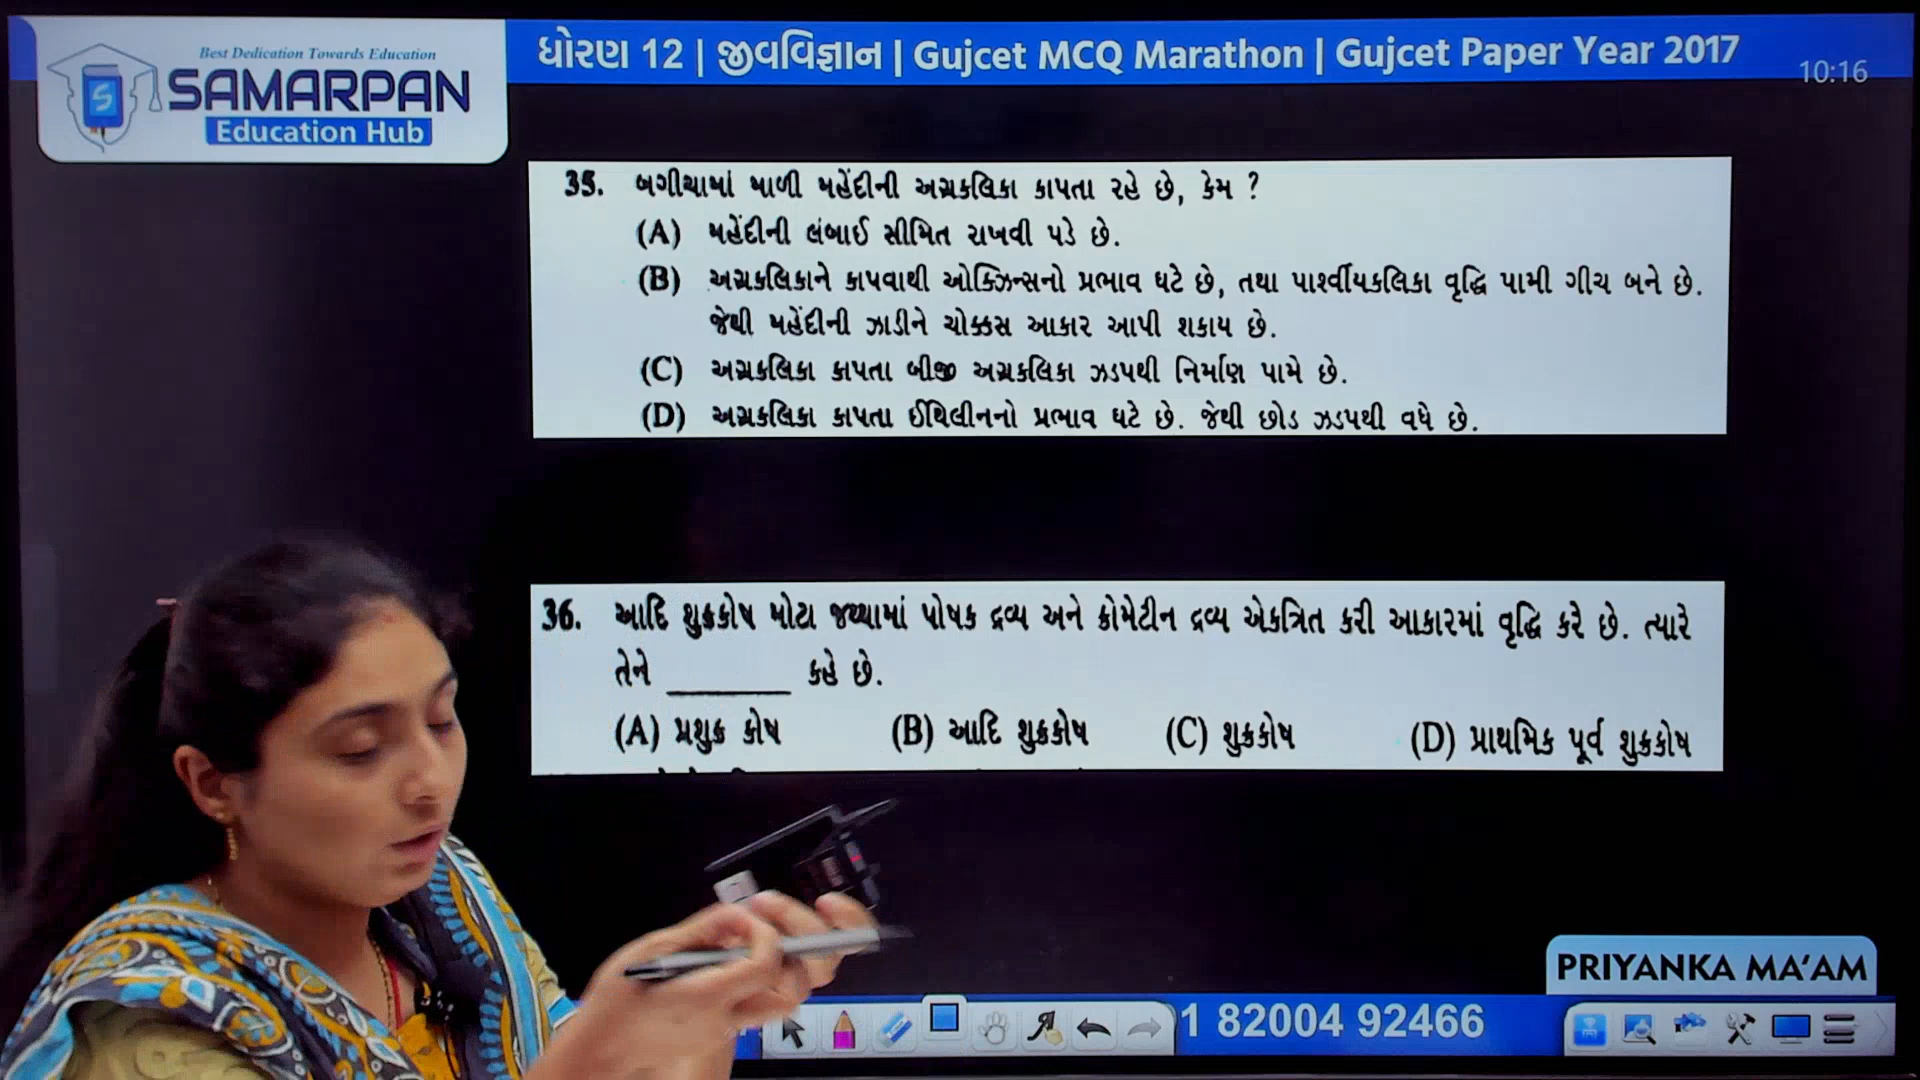 Best Dedication Towards Education
SAMARPAN
Education Hub
ધોરણ 12 | જીવવિજ્ઞાન | Gujcet MCQ Marathon | Gujcet Paper Year 2017
10:16
35. બગીચામાં માળી મહેંદીની અગ્રકલિકા કાપતા રહે છે, કેમ ?
(A) મહેંદીની લંબાઈ સીમિત રાખવી પડે છે.
(B) અગ્રકલિકાને કાપવાથી ઓક્ઝિન્સનો પ્રભાવ ઘટે છે, તથા પાર્શ્વીયકલિકા વૃદ્ધિ પામી ગીચ બને છે.
જેથી મહેંદીની ઝાડીને ચોક્કસ આકાર આપી શકાય છે.
(C) અગ્રકલિકા કાપતા બીજી અગ્રકલિકા ઝડપથી નિર્માણ પામે છે.
(D) અગ્રકલિકા કાપતા ઈથિલીનનો પ્રભાવ ઘટે છે. જેથી છોડ ઝડપથી વધે છે.
36. આદિ શુક્રકોષ મોટા જથ્થામાં પોષક દ્રવ્ય અને ક્રોમેટીન દ્રવ્ય એકત્રિત કરી આકારમાં વૃદ્ધિ કરે છે. ત્યારે
તેને ________ કહે છે.
(A) પ્રશુક્ર કોષ (B) આદિ શુક્રકોષ (C) શુક્રકોષ (D) પ્રાથમિક પૂર્વ શુક્રકોષ
PRIYANKA MA'AM
1 82004 92466